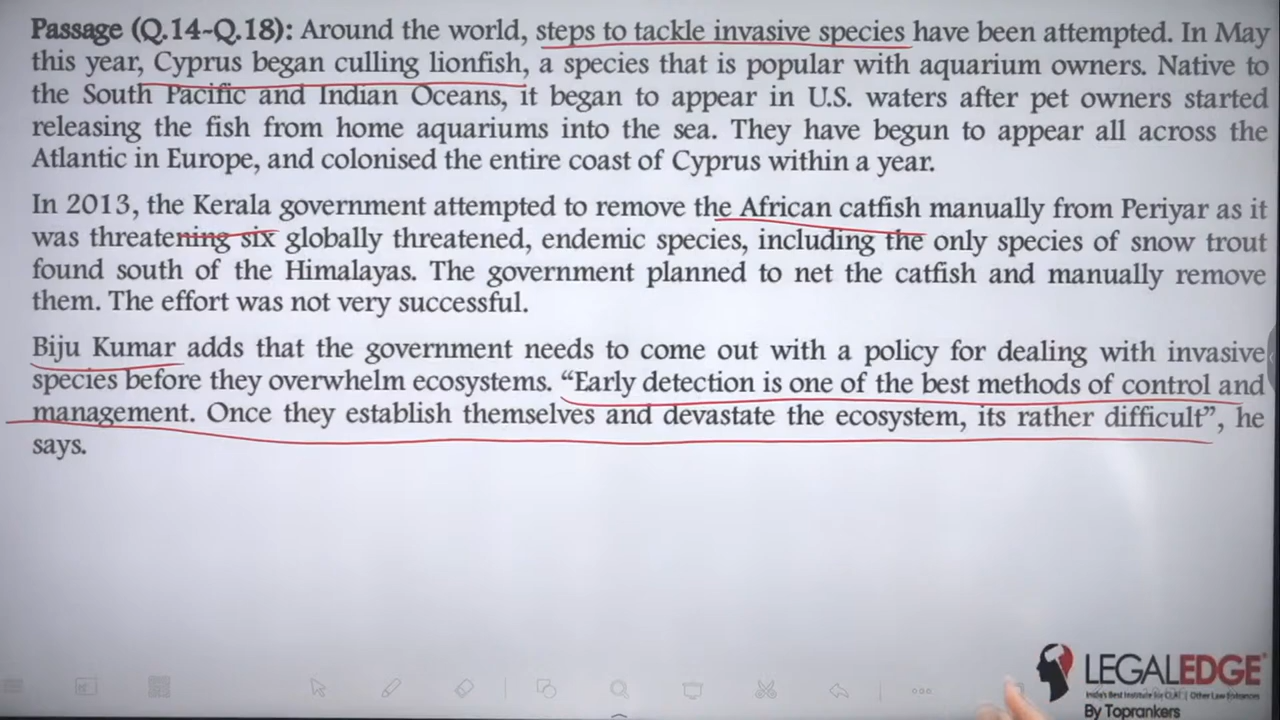 Passage (Q.14-Q.18): Around the world, steps to tackle invasive species have been attempted. In May
this year, Cyprus began culling lionfish, a species that is popular with aquarium owners. Native to
the South Pacific and Indian Oceans, it began to appear in U.S. waters after pet owners started
releasing the fish from home aquariums into the sea. They have begun to appear all across the
Atlantic in Europe, and colonised the entire coast of Cyprus within a year.
In 2013, the Kerala government attempted to remove the African catfish manually from Periyar as it
was threatening six globally threatened, endemic species, including the only species of snow trout
found south of the Himalayas. The government planned to net the catfish and manually remove
them. The effort was not very successful.
Biju Kumar adds that the government needs to come out with a policy for dealing with invasive
species before they overwhelm ecosystems. “Early detection is one of the best methods of control and
management. Once they establish themselves and devastate the ecosystem, its rather difficult”, he
says.
LEGALEDGE
India's Best Institute for CLAT | Other Law Entrances
By Toprankers